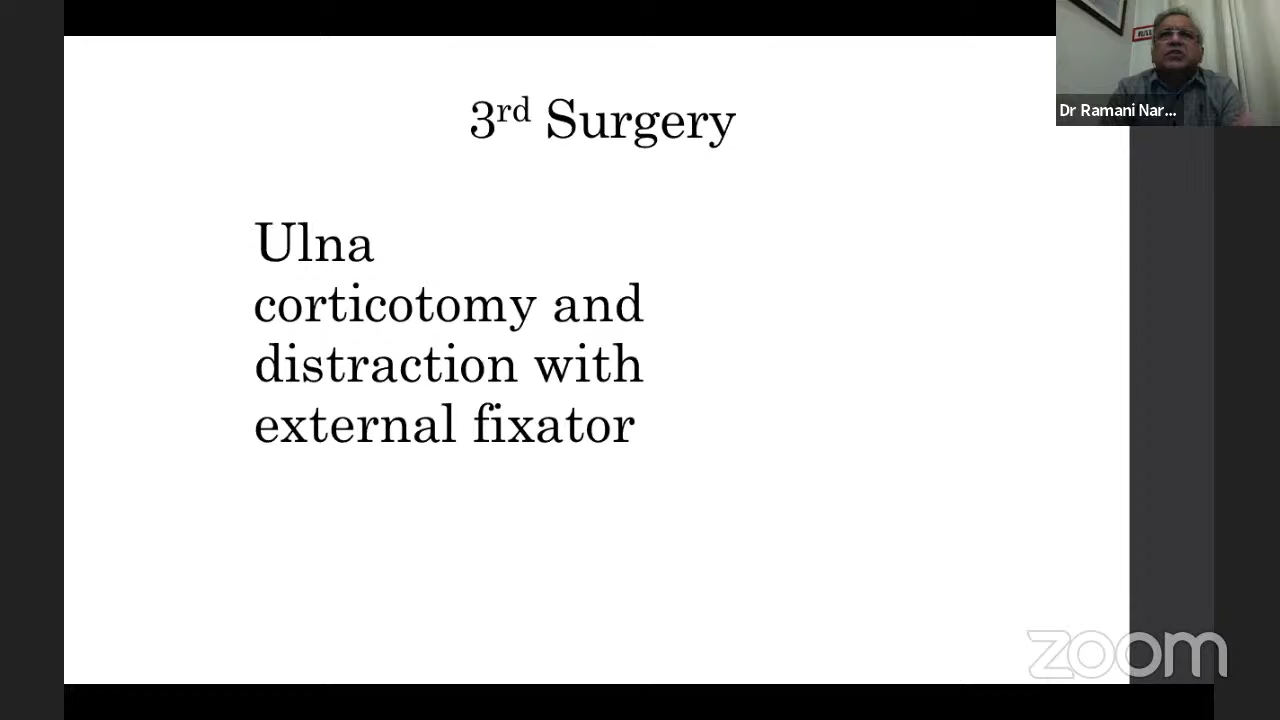 3rd Surgery
Ulna
corticotomy and
distraction with
external fixator
Dr Ramani Nar...
zoom